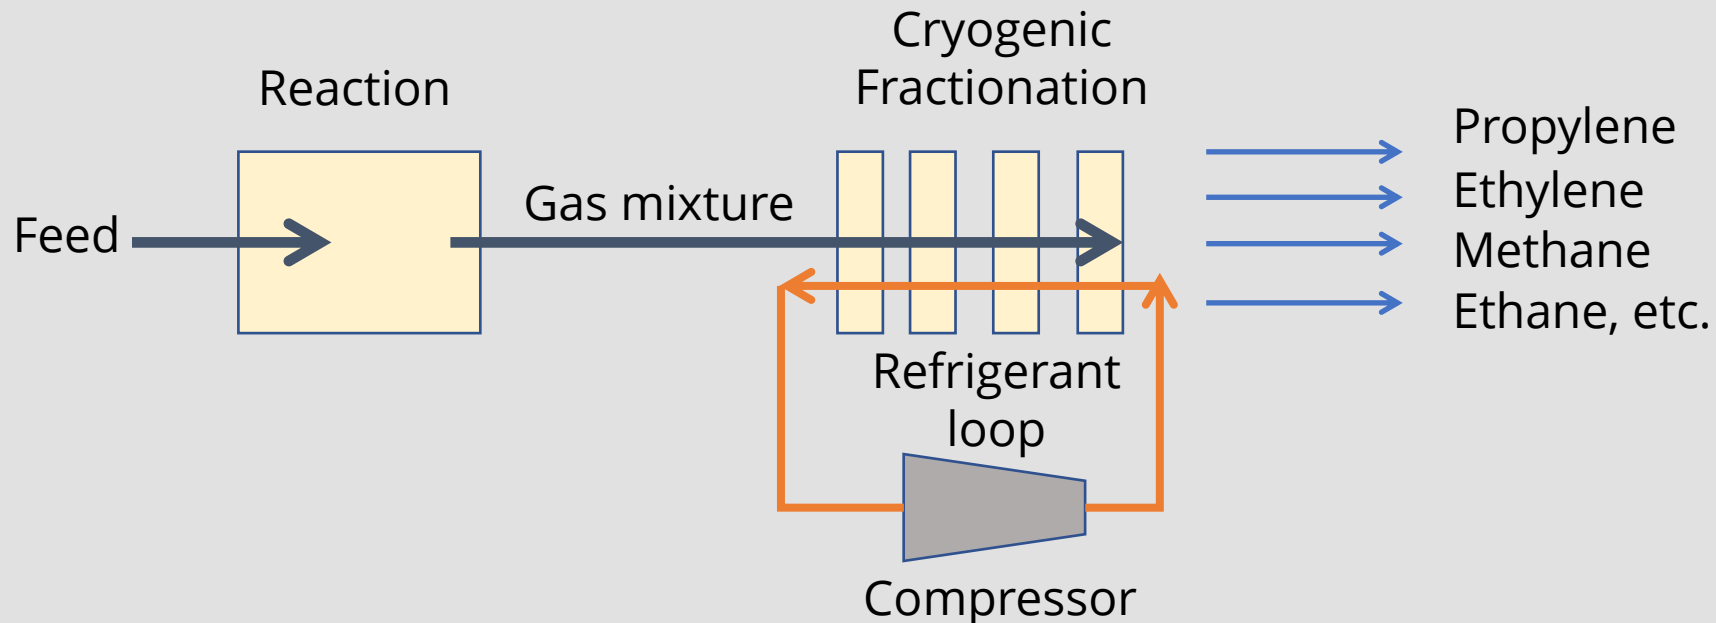 Cryogenic
Fractionation
Reaction
Propylene
Ethylene
Methane
Ethane, etc.
Gas mixture
Feed
Refrigerant
loop
Compressor